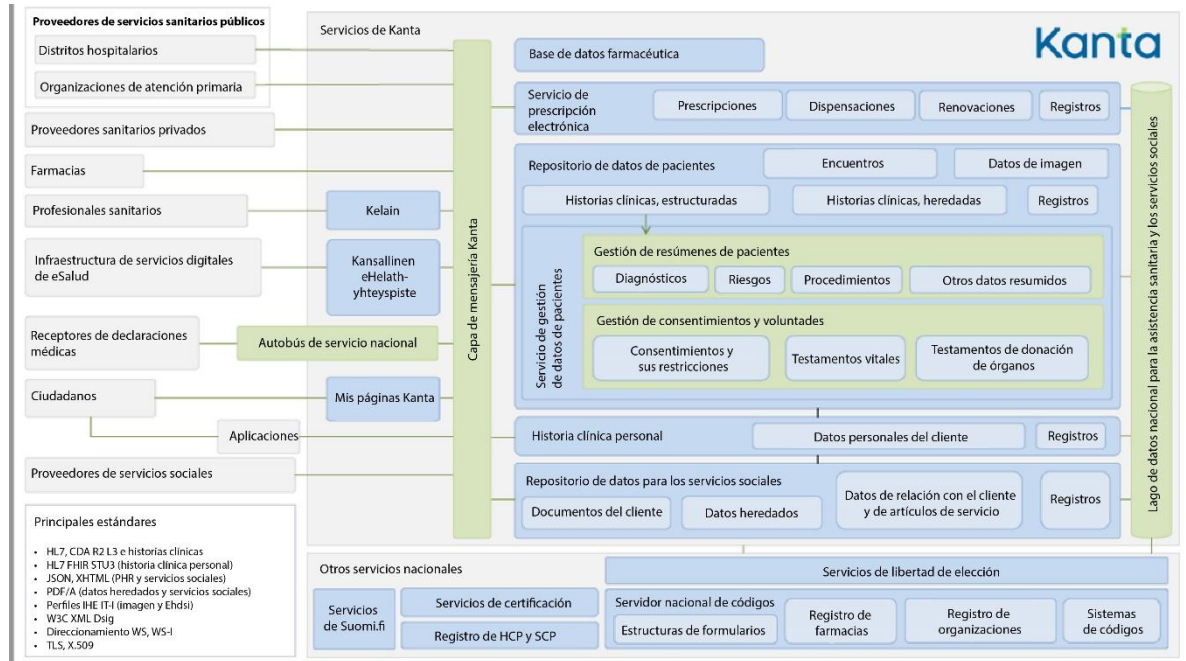 Proveedores de servicios sanitarios públicos
Distritos hospitalarios
Organizaciones de atención primaria
Proveedores sanitarios privados
Farmacias
Profesionales sanitarios
Infraestructura de servicios digitales
de eSalud
Receptores de declaraciones
médicas
Ciudadanos
Aplicaciones
Proveedores de servicios sociales
Principales estándares
• HL7, CDA R2 L3 e historias clínicas
• HL7 FHIR STU3 (historia clínica personal)
• JSON, XHTML (PHR y servicios sociales)
• PDF/A (datos heredados y servicios sociales)
• Perfiles IHE IT-I (imagen y Ehdsi)
• W3C XML Dsig
• Direccionamiento WS, WS-I
• TLS, X.509
Servicios de Kanta
Kelain
Kansallinen
eHelath-
yhteyspiste
Autobús de servicio nacional
Mis páginas Kanta
Capa de mensajería Kanta
Kanta
Base de datos farmacéutica
Servicio de
prescripción
electrónica
Prescripciones
Dispensaciones
Renovaciones
Registros
Repositorio de datos de pacientes
Encuentros
Datos de imagen
Historias clínicas, estructuradas
Historias clínicas, heredadas
Registros
Servicio de gestión
de datos de pacientes
Gestión de resúmenes de pacientes
Diagnósticos
Riesgos
Procedimientos
Otros datos resumidos
Gestión de consentimientos y voluntades
Consentimientos y
sus restricciones
Testamentos vitales
Testamentos de donación
de órganos
Historia clínica personal
Datos personales del cliente
Registros
Repositorio de datos para los servicios sociales
Documentos del cliente
Datos heredados
Datos de relación con el cliente
y de artículos de servicio
Registros
Lago de datos nacional para la asistencia sanitaria y los servicios sociales
Otros servicios nacionales
Servicios de libertad de elección
Servicios
de Suomi.fi
Servicios de certificación
Registro de HCP y SCP
Servidor nacional de códigos
Estructuras de formularios
Registro de
farmacias
Registro de
organizaciones
Sistemas
de códigos